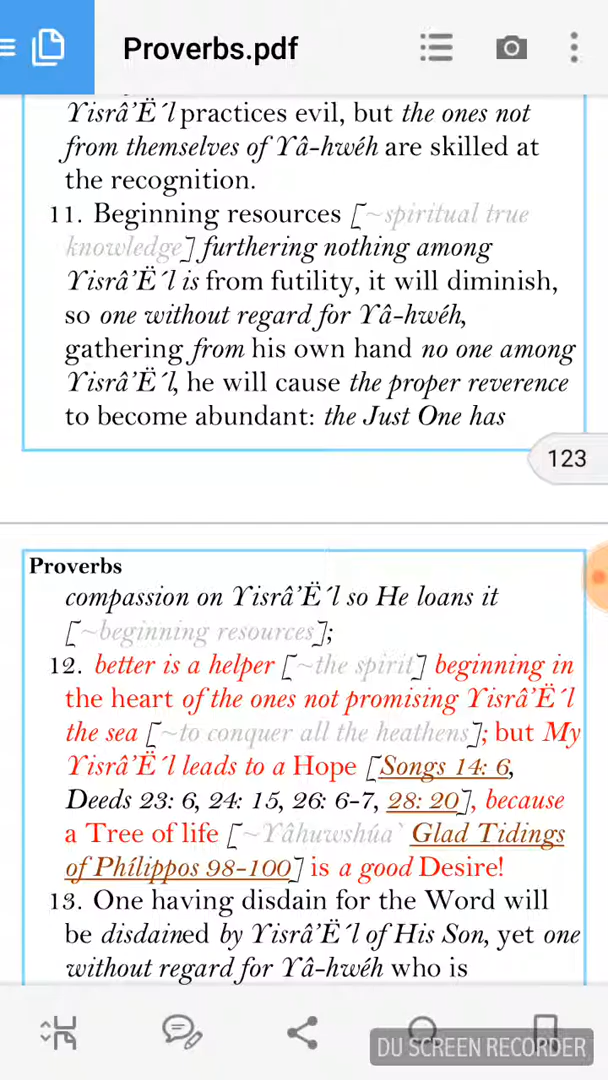 Proverbs.pdf
Yisrâ'Ë´l practices evil, but the ones not
from themselves of Yâ-hwéh are skilled at
the recognition.
11. Beginning resources [~spiritual true
knowledge] furthering nothing among
Yisrâ'Ë´l is from futility, it will diminish,
so one without regard for Yâ-hwéh,
gathering from his own hand no one among
Yisrâ'Ë´l, he will cause the proper reverence
to become abundant: the Just One has
123
Proverbs
compassion on Yisrâ'Ë´l so He loans it
[~beginning resources];
12. better is a helper [~the spirit] beginning in
the heart of the ones not promising Yisrâ'Ë´l
the sea [~to conquer all the heathens]; but My
Yisrâ'Ë´l leads to a Hope [Songs 14: 6,
Deeds 23: 6, 24: 15, 26: 6-7, 28: 20], because
a Tree of life [~Yâhuwshúa` Glad Tidings
of Phílippos 98-100] is a good Desire!
13. One having disdain for the Word will
be disdained by Yisrâ'Ë´l of His Son, yet one
without regard for Yâ-hwéh who is
DU SCREEN RECORDER